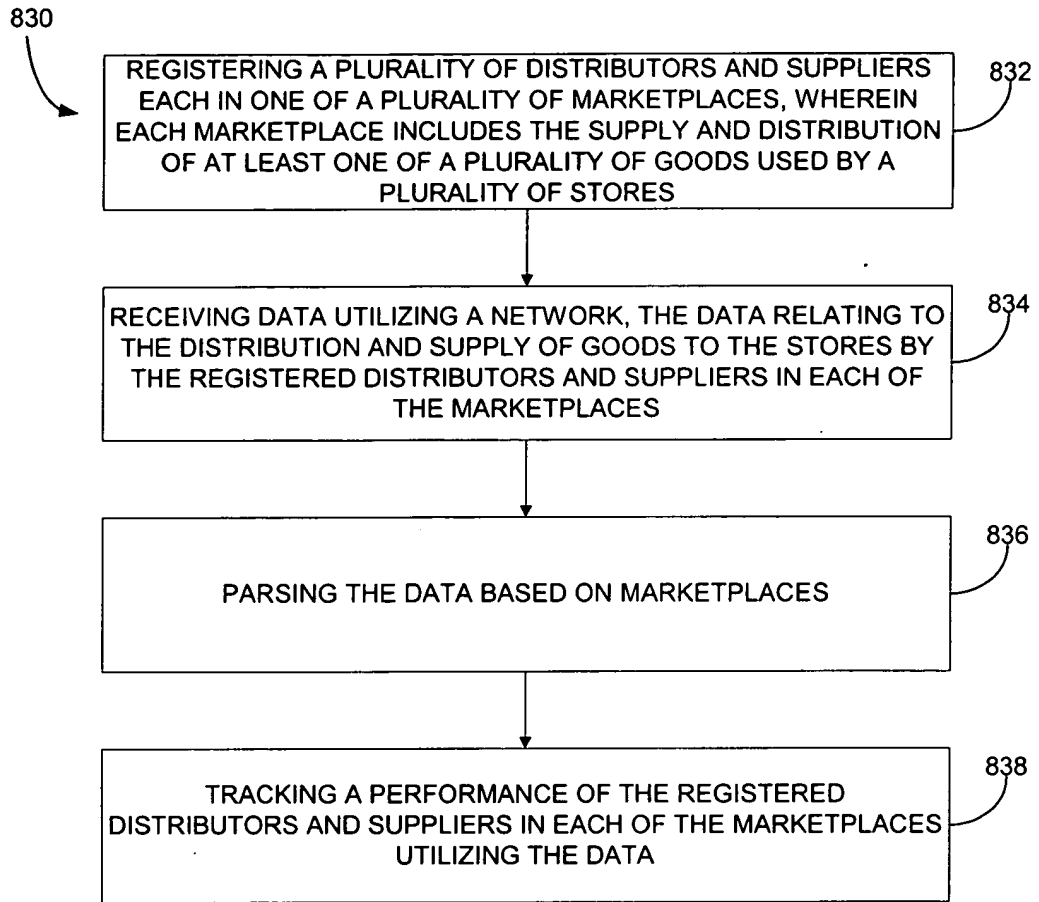 830
REGISTERING A PLURALITY OF DISTRIBUTORS AND SUPPLIERS
EACH IN ONE OF A PLURALITY OF MARKETPLACES, WHEREIN
EACH MARKETPLACE INCLUDES THE SUPPLY AND DISTRIBUTION
OF AT LEAST ONE OF A PLURALITY OF GOODS USED BY A
PLURALITY OF STORES
832
RECEIVING DATA UTILIZING A NETWORK, THE DATA RELATING TO
THE DISTRIBUTION AND SUPPLY OF GOODS TO THE STORES BY
THE REGISTERED DISTRIBUTORS AND SUPPLIERS IN EACH OF
THE MARKETPLACES
834
PARSING THE DATA BASED ON MARKETPLACES
836
TRACKING A PERFORMANCE OF THE REGISTERED
DISTRIBUTORS AND SUPPLIERS IN EACH OF THE MARKETPLACES
UTILIZING THE DATA
838